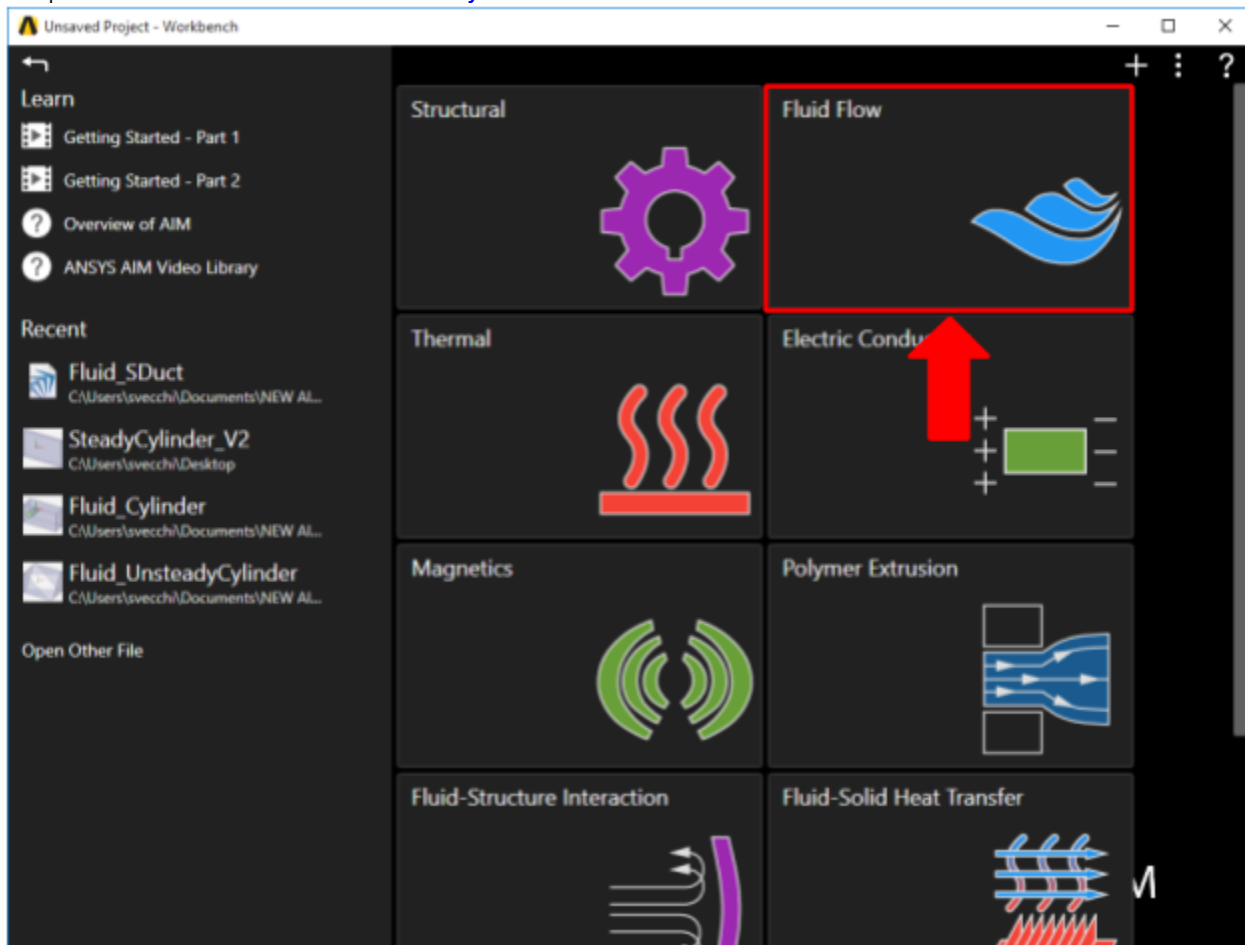 Unsaved Project - Workbench
?
Learn
Getting Started - Part 1
Getting Started - Part 2
? Overview of AIM
? ANSYS AIM Video Library
Recent
Fluid_SDuct
C:\Users\svecchi\Documents\NEW AI...
SteadyCylinder_V2
C:\Users\svecchi\Desktop
Fluid_Cylinder
C:\Users\svecchi\Documents\NEW AI...
Fluid_UnsteadyCylinder
C:\Users\svecchi\Documents\NEW AI...
Open Other File
Structural
Fluid Flow
Thermal
Electric
Magnetics
Polymer Extrusion
Fluid-Structure Interaction
Fluid-Solid Heat Transfer
M